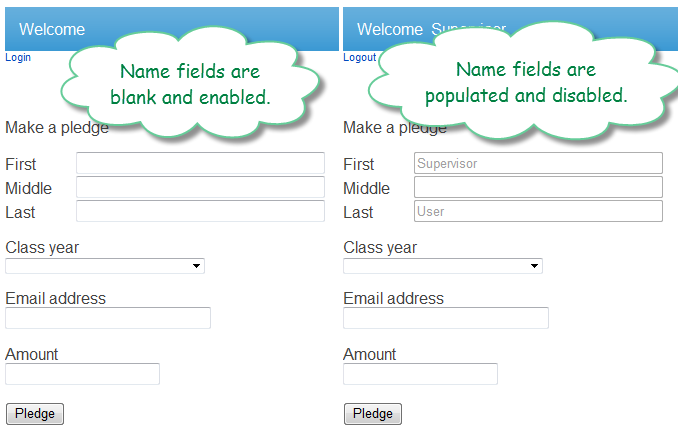 Welcome
Login
Name fields are
blank and enabled.
Make a pledge
First
Middle
Last
Class year
Email address
Amount
Pledge
Welcome Supervisor
Logout
Name fields are
populated and disabled.
Make a pledge
First Supervisor
Middle
Last User
Class year
Email address
Amount
Pledge